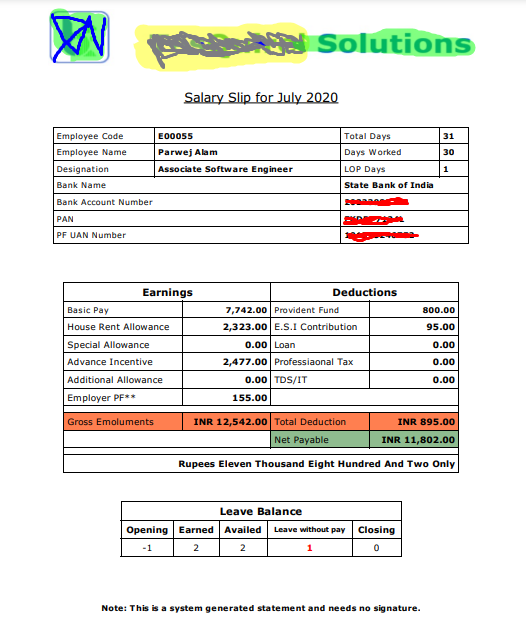 Solutions
Salary Slip for July 2020
Employee Code E00055 Total Days 31
Employee Name Parwej Alam Days Worked 30
Designation Associate Software Engineer LOP Days 1
Bank Name State Bank of India
Bank Account Number
PAN
PF UAN Number
Earnings Deductions
Basic Pay 7,742.00 Provident Fund 800.00
House Rent Allowance 2,323.00 E.S.I Contribution 95.00
Special Allowance 0.00 Loan 0.00
Advance Incentive 2,477.00 Professiaonal Tax 0.00
Additional Allowance 0.00 TDS/IT 0.00
Employer PF** 155.00
Gross Emoluments INR 12,542.00 Total Deduction INR 895.00
Net Payable INR 11,802.00
Rupees Eleven Thousand Eight Hundred And Two Only
Leave Balance
Opening Earned Availed Leave without pay Closing
-1 2 2 1 0
Note: This is a system generated statement and needs no signature.